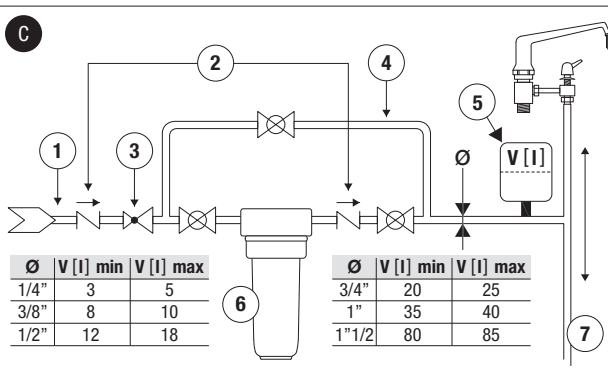 C
2
4
5
1
3
Ø
V [l]
Ø V [l] min V [l] max
1/4” 3 5
3/8” 8 10
1/2” 12 18
6
Ø V [l] min V [l] max
3/4” 20 25
1” 35 40
1”1/2 80 85
7